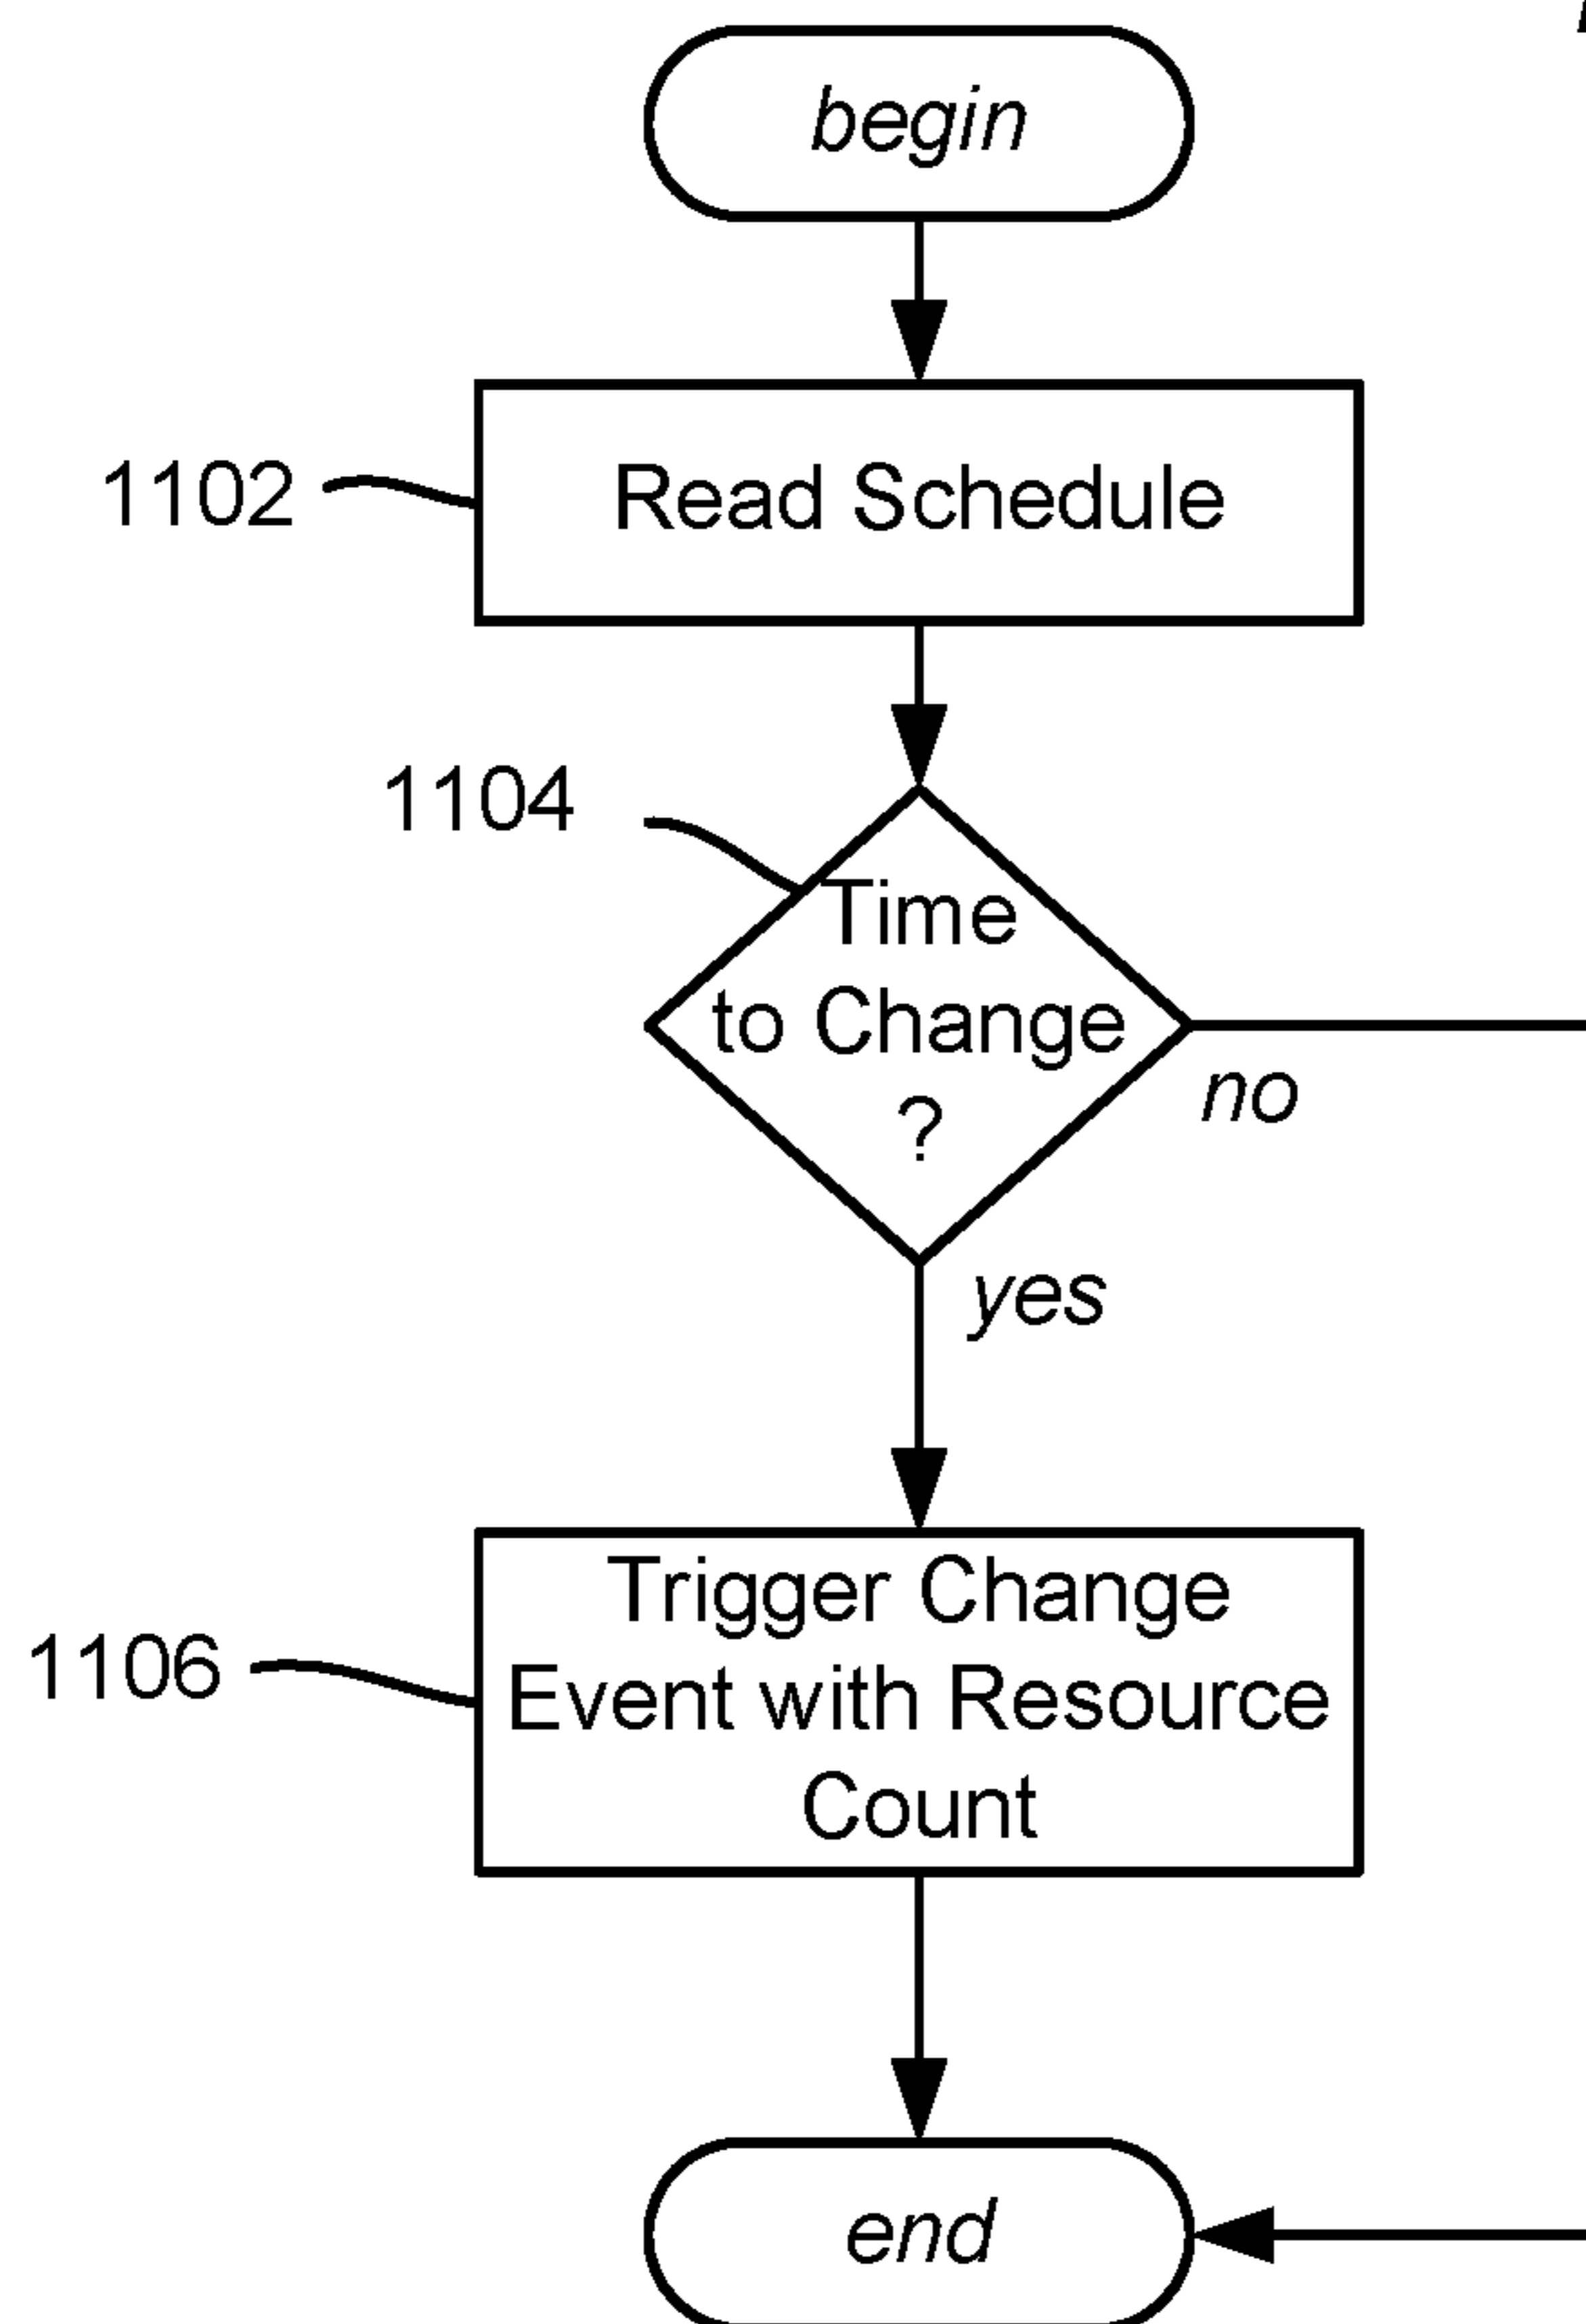 begin
1102
Read Schedule
1104
Time
to Change
?
no
yes
Trigger Change
1106
Event with Resource
Count
end